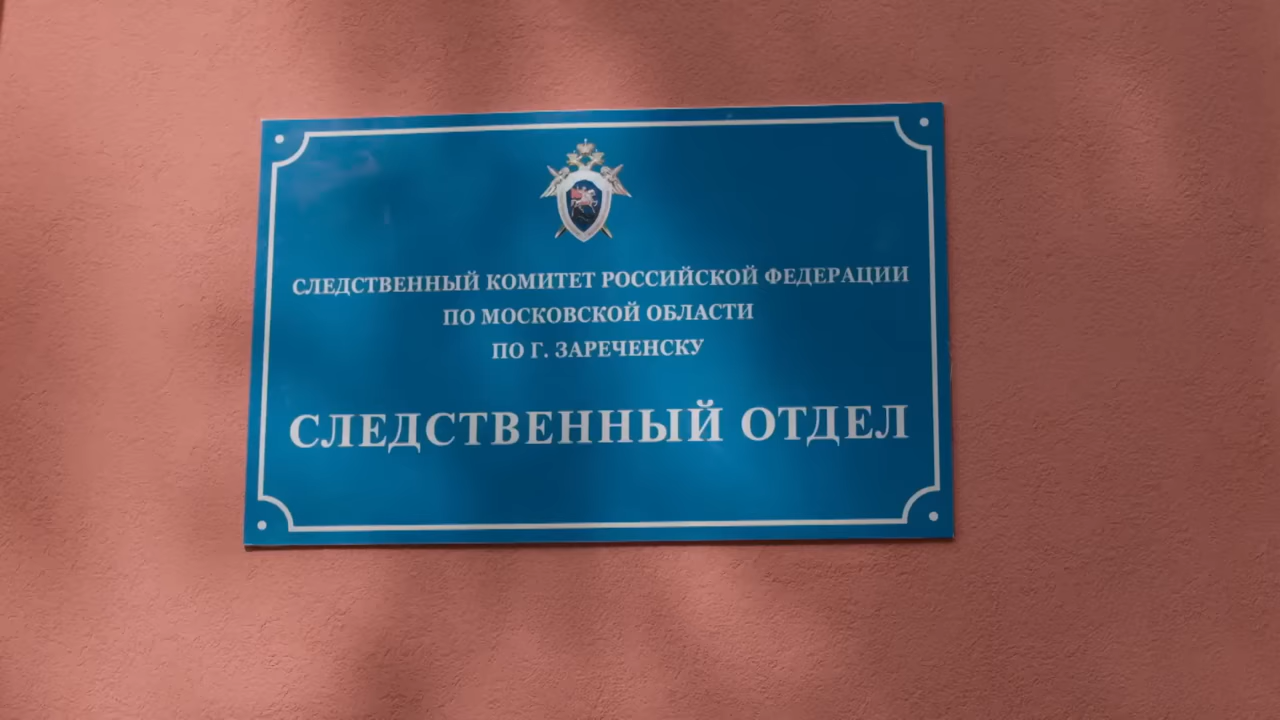 СЛЕДСТВЕННЫЙ КОМИТЕТ РОССИЙСКОЙ ФЕДЕРАЦИИ
ПО МОСКОВСКОЙ ОБЛАСТИ
ПО Г. ЗАРЕЧЕНСКУ
СЛЕДСТВЕННЫЙ ОТДЕЛ